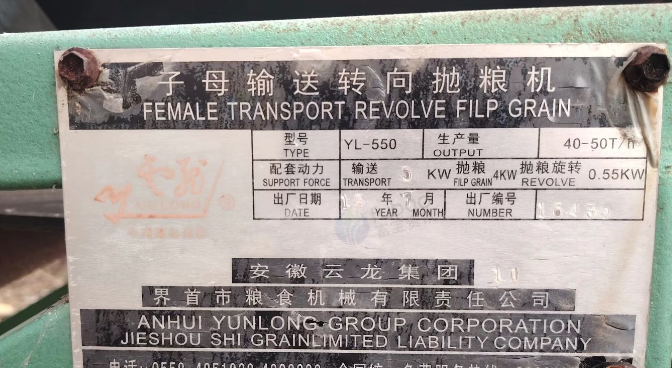 子母输送转向抛粮机
FEMALE TRANSPORT REVOLVE FILP GRAIN
型号 TYPE YL-550 生产量 OUTPUT 40-50T/h
配套动力 SUPPORT FORCE 输送 TRANSPORT 5 KW 抛粮 FILP GRAIN 4KW 抛粮旋转 REVOLVE 0.55KW
出厂日期 DATE 年 YEAR 月 MONTH 出厂编号 NUMBER
安徽云龙集团
界首市粮食机械有限责任公司
ANHUI YUNLONG GROUP CORPORATION
JIESHOU SHI GRAINLIMITED LIABILITY COMPANY